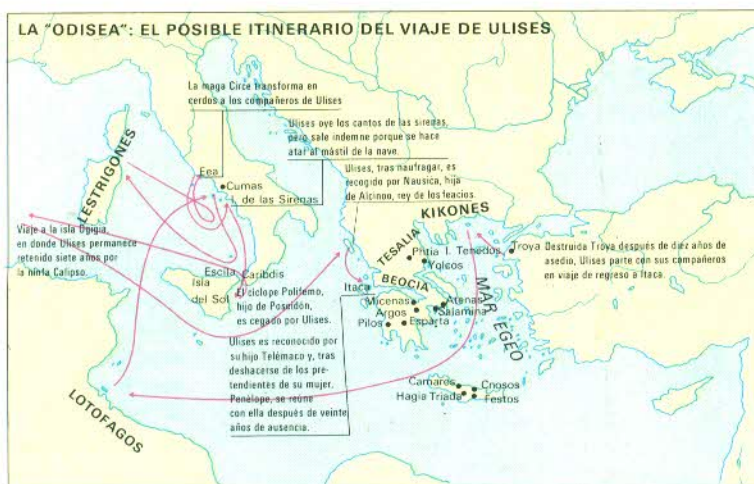 LA "ODISEA": EL POSIBLE ITINERARIO DEL VIAJE DE ULISES
La maga Circe transforma en
cerdos a los compañeros de Ulises
Ulises oye los cantos de las sirenas,
pero sale indemne porque se hace
atar al mástil de la nave.
Ulises, tras naufragar, es
recogido por Nausica, hija
de Alcinoo, rey de los feacios.
LESTRIGONES
Eea
Cumas
I. de las Sirenas
KIKONES
Viaje a la isla Ogigia,
en donde Ulises permanece
retenido siete años por
la ninfa Calipso.
TESALIA
Ptitia
I. Tenedos
Yolcos
Troya
Destruida Troya después de diez años de
asedio, Ulises parte con sus compañeros
en viaje de regreso a Itaca.
Escila
Caribdis
Isla
del Sol
BEOCIA
Itaca
El cíclope Polifemo,
hijo de Poseidón,
es cegado por Ulises.
Micenas
Atenas
Argos
Salamina
Pilos
Esparta
MAR EGEO
Ulises es reconocido por
su hijo Telémaco y, tras
deshacerse de los pre-
tendientes de su mujer,
Penélope, se reúne
con ella después de veinte
años de ausencia.
Camares
Cnosos
Hagia Triada
Festos
LOTOFAGOS